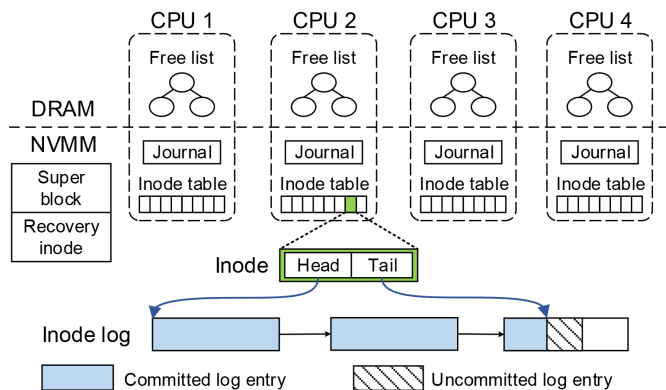 CPU 1 CPU 2 CPU 3 CPU 4
Free list Free list Free list Free list
DRAM
NVMM
Journal Journal Journal Journal
Super
block
Inode table Inode table Inode table Inode table
Recovery
inode
Inode Head Tail
Inode log
Committed log entry Uncommitted log entry